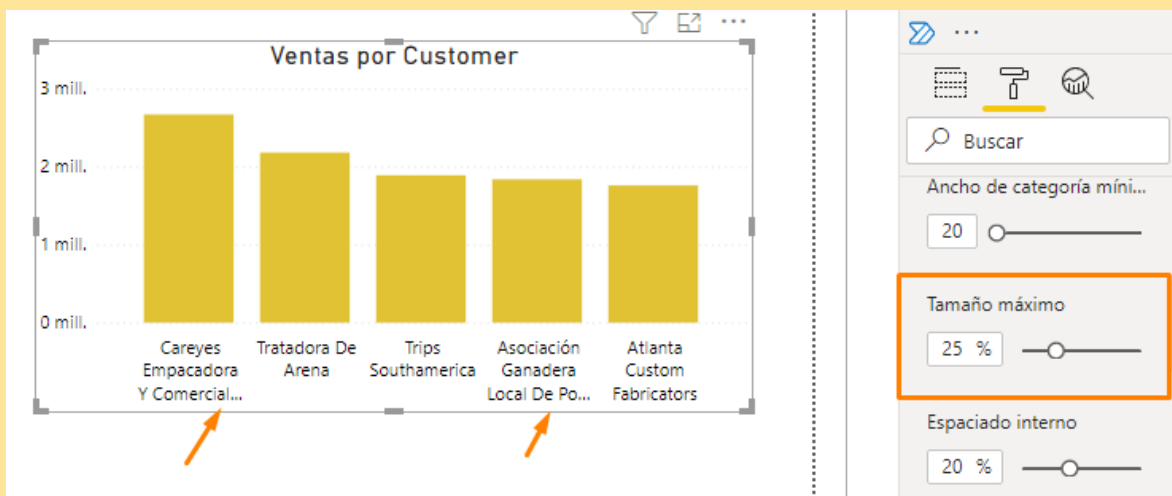 Ventas por Customer
3 mill.
2 mill.
1 mill.
0 mill.
Careyes
Empacadora
Y Comercial...
Tratadora De
Arena
Trips
Southamerica
Asociación
Ganadera
Local De Po...
Atlanta
Custom
Fabricators
Buscar
Ancho de categoría míni...
20
Tamaño máximo
25 %
Espaciado interno
20 %